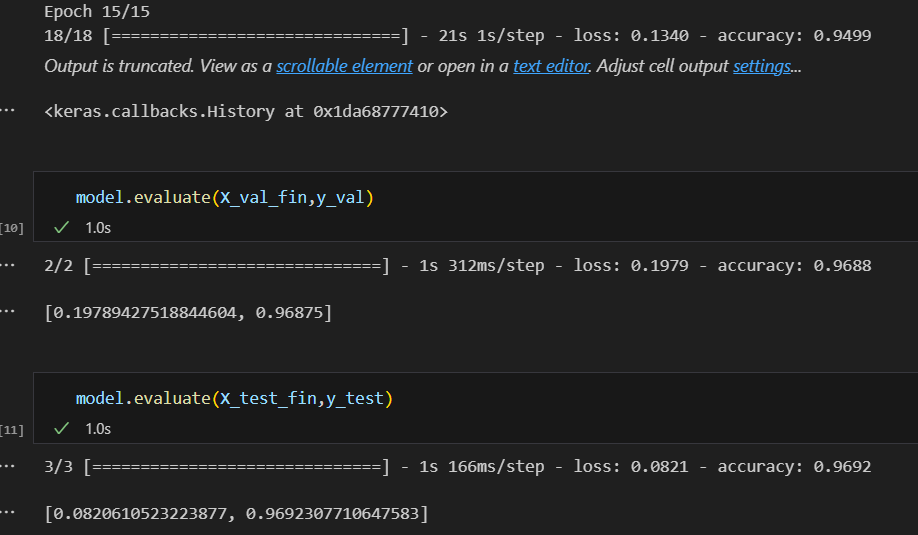 Epoch 15/15
18/18 [==============================] - 21s 1s/step - loss: 0.1340 - accuracy: 0.9499
Output is truncated. View as a scrollable element or open in a text editor. Adjust cell output settings...
... <keras.callbacks.History at 0x1da68777410>
model.evaluate(X_val_fin,y_val)
[10] ✓ 1.0s
... 2/2 [==============================] - 1s 312ms/step - loss: 0.1979 - accuracy: 0.9688
... [0.19789427518844604, 0.96875]
model.evaluate(X_test_fin,y_test)
[11] ✓ 1.0s
... 3/3 [==============================] - 1s 166ms/step - loss: 0.0821 - accuracy: 0.9692
... [0.0820610523223877, 0.9692307710647583]